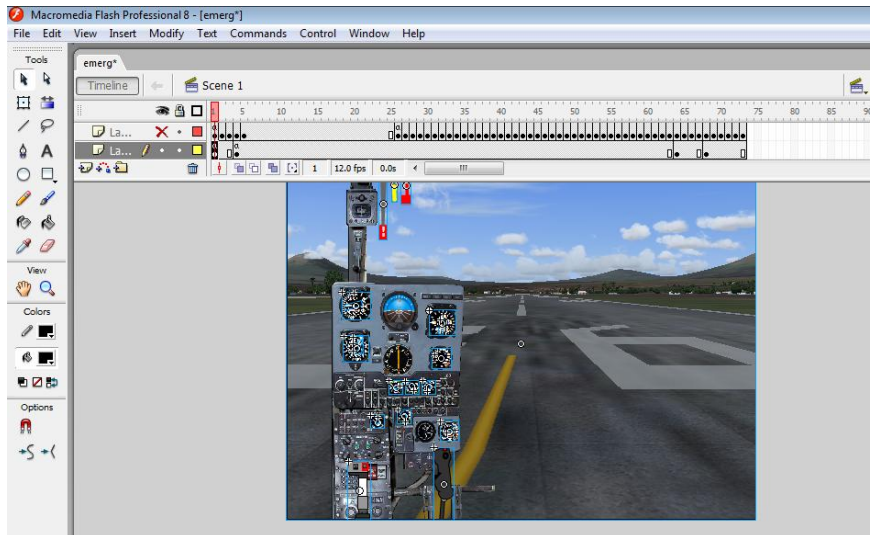 Macromedia Flash Professional 8 - [emerg*]
File Edit View Insert Modify Text Commands Control Window Help
Tools
emerg*
Timeline
Scene 1
1 5 10 15 20 25 30 35 40 45 50 55 60 65 70 75 80 85 90
La...
La...
1 12.0 fps 0.0s
View
Colors
Options